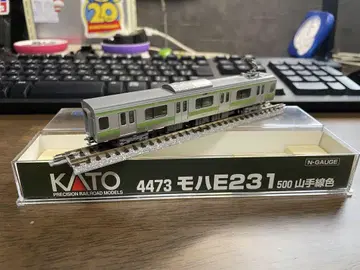 N-GAUGE
KATO
PRECISION RAILROAD MODELS
4473 モハE231 500 山手線色